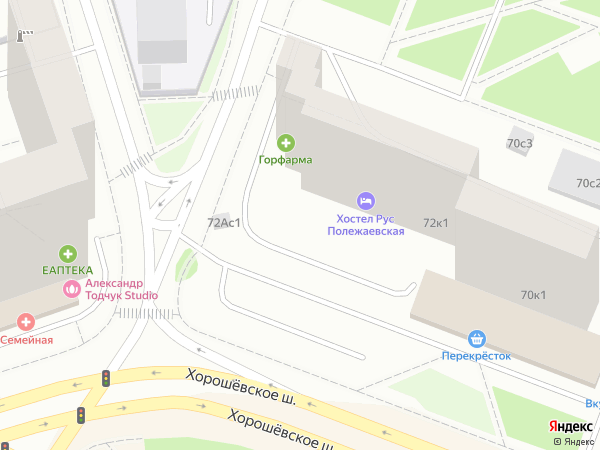 70с3
Горфарма
70с2
Хостел Рус
Полежаевская
72Ас1
72к1
ЕАПТЕКА
Александр
Тодчук Studio
70к1
Семейная
Перекрёсток
Хорошёвское ш.
Вку
Хорошёвское ш
Яндекс
© Яндекс